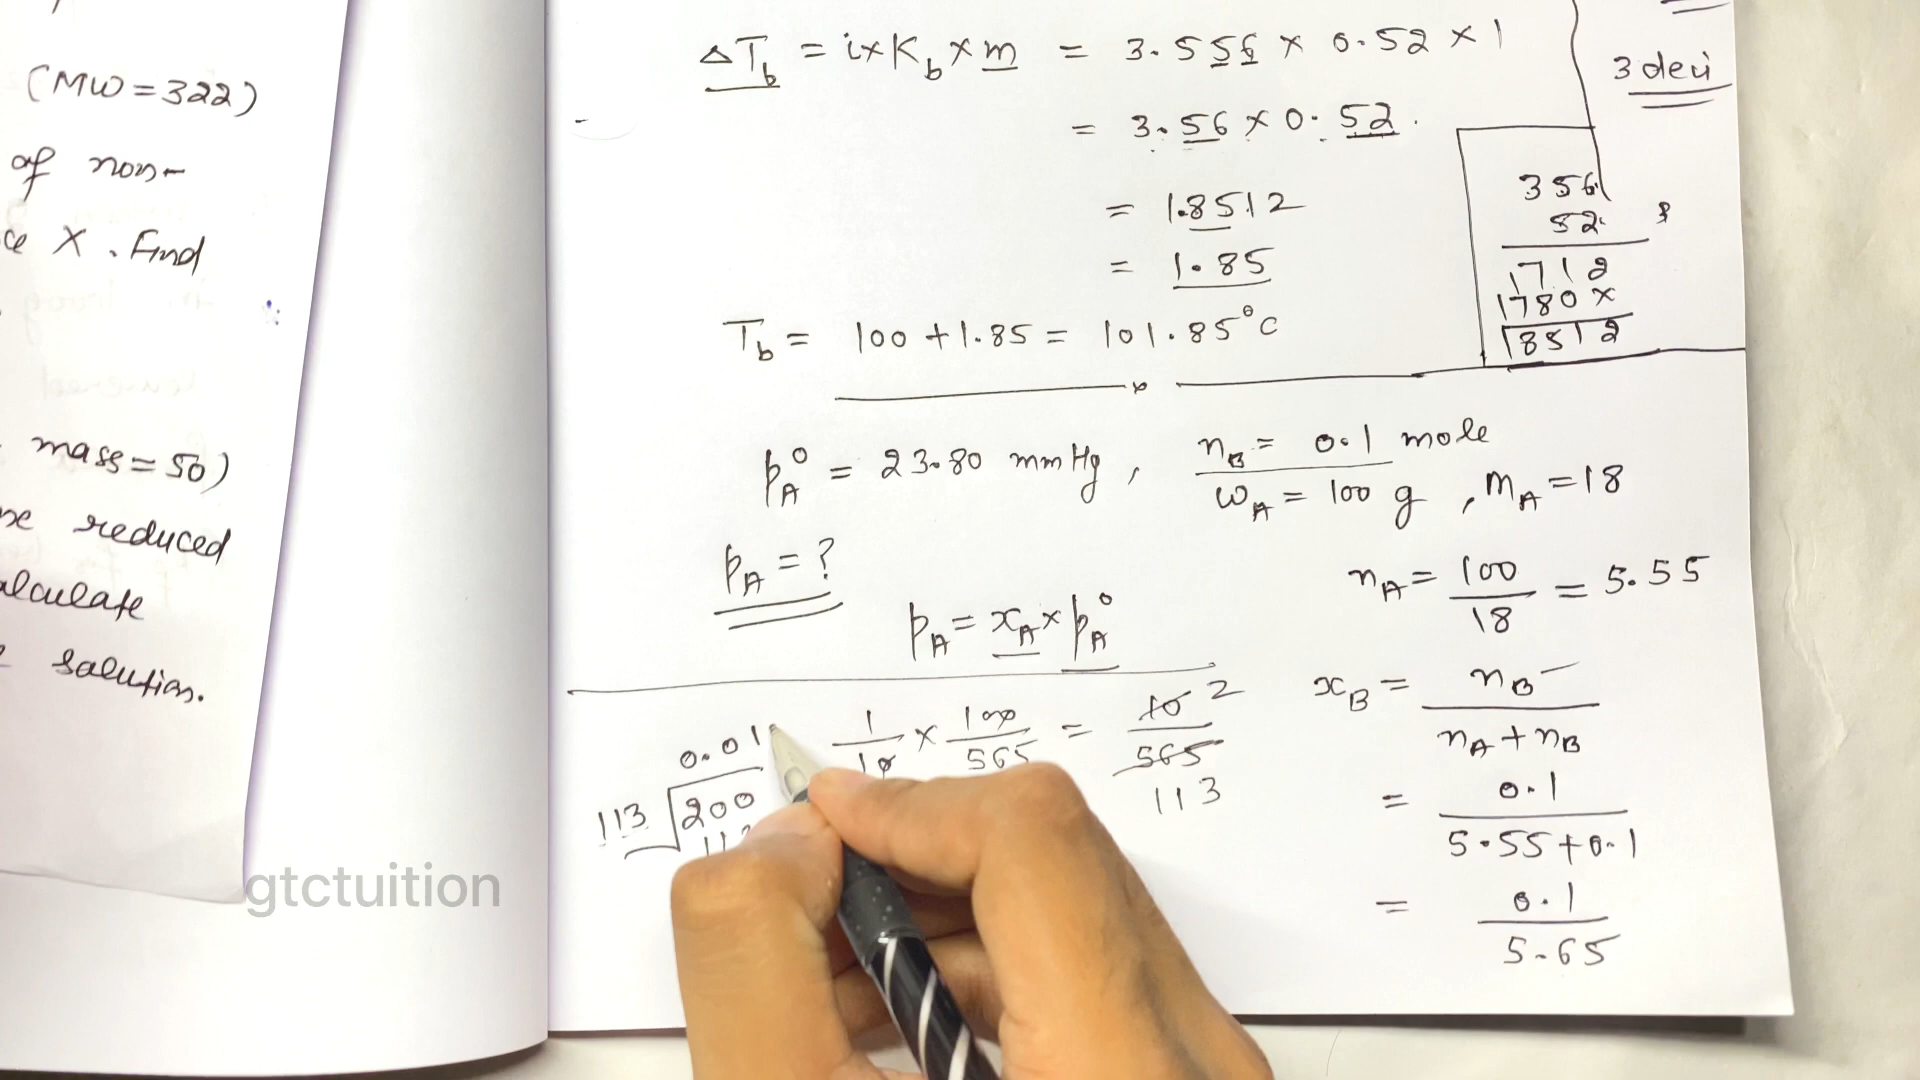 (MW=322)
of non-
ce X. Find
mass=50)
reduced
alculate
solution.
ΔT_b = i×K_b×m = 3.556 × 0.52 × 1
= 3.56 × 0.52.
= 1.8512
= 1.85
T_b = 100 + 1.85 = 101.85°C
3 deci
356
52
1712
1780×
18512
p_A° = 23.80 mmHg, n_B = 0.1 mole
w_A = 100 g, M_A = 18
p_A = ?
p_A = x_A × p_A°
n_A = 100/18 = 5.55
x_B = n_B/(n_A + n_B)
= 0.1/(5.55+0.1)
= 0.1/5.65
1/10 × 100/565 = 10/565
2
113
0.01
113 200
gtctuition